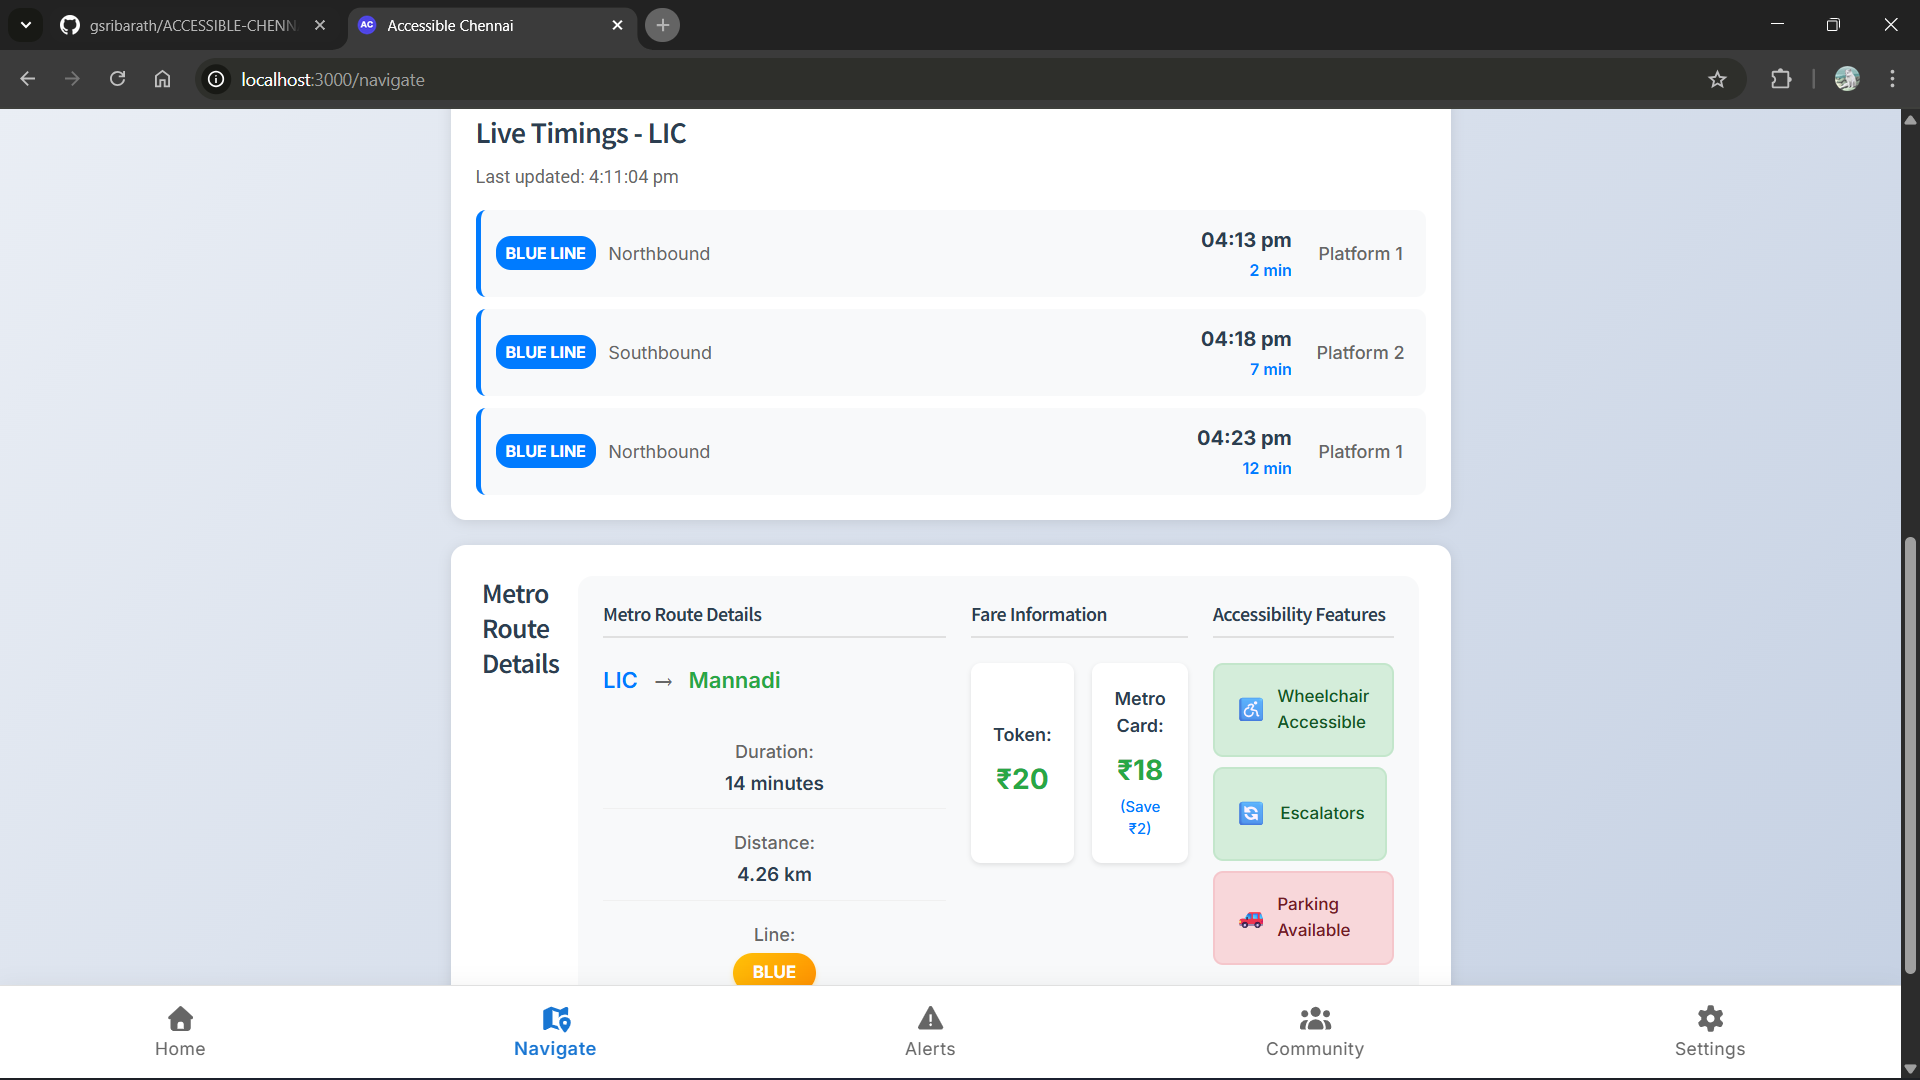 gsribarath/ACCESSIBLE-CHENN
AC Accessible Chennai
localhost:3000/navigate
Live Timings - LIC
Last updated: 4:11:04 pm
BLUE LINE Northbound 04:13 pm Platform 1
2 min
BLUE LINE Southbound 04:18 pm Platform 2
7 min
BLUE LINE Northbound 04:23 pm Platform 1
12 min
Metro
Route
Details
Metro Route Details
LIC → Mannadi
Duration:
14 minutes
Distance:
4.26 km
Line:
BLUE
Fare Information
Token:
₹20
Metro
Card:
₹18
(Save
₹2)
Accessibility Features
Wheelchair
Accessible
Escalators
Parking
Available
Home
Navigate
Alerts
Community
Settings